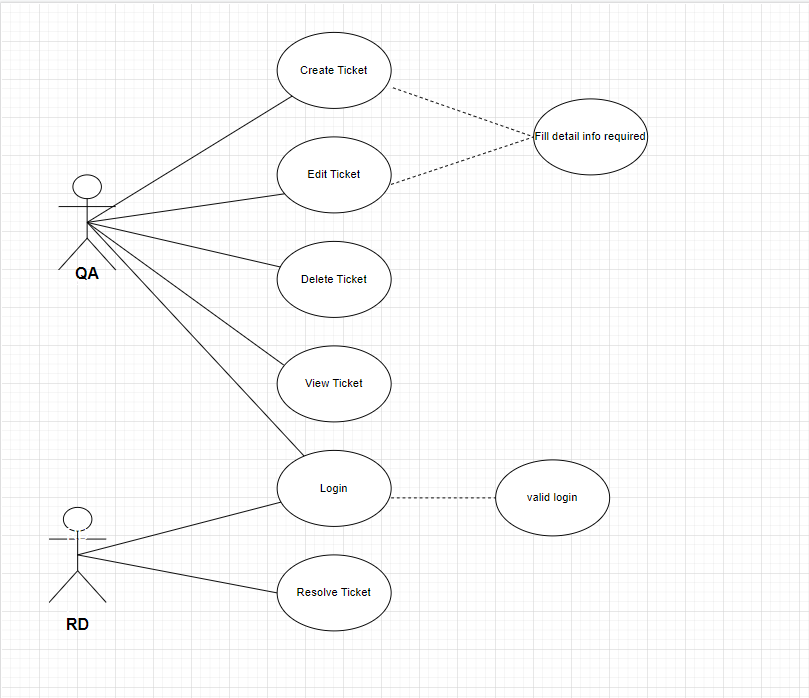 Create Ticket
Fill detail info required
Edit Ticket
QA
Delete Ticket
View Ticket
Login
valid login
Resolve Ticket
RD